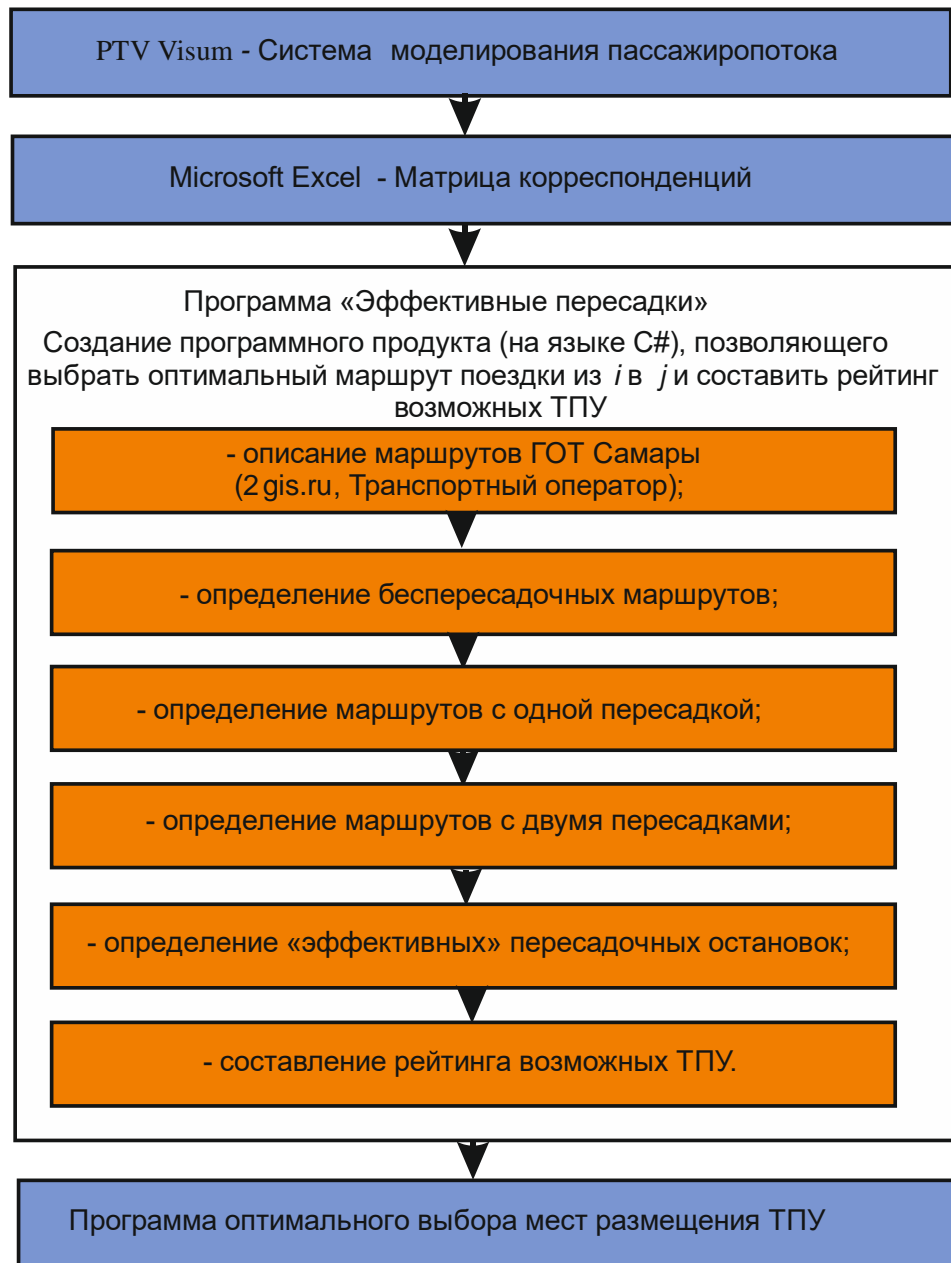 PTV Visum - Система моделирования пассажиропотока
Microsoft Excel - Матрица корреспонденций
Программа «Эффективные пересадки»
Создание программного продукта (на языке C#), позволяющего
выбрать оптимальный маршрут поездки из i в j и составить рейтинг
возможных ТПУ
- описание маршрутов ГОТ Самары
(2gis.ru, Транспортный оператор);
- определение беспересадочных маршрутов;
- определение маршрутов с одной пересадкой;
- определение маршрутов с двумя пересадками;
- определение «эффективных» пересадочных остановок;
- составление рейтинга возможных ТПУ.
Программа оптимального выбора мест размещения ТПУ